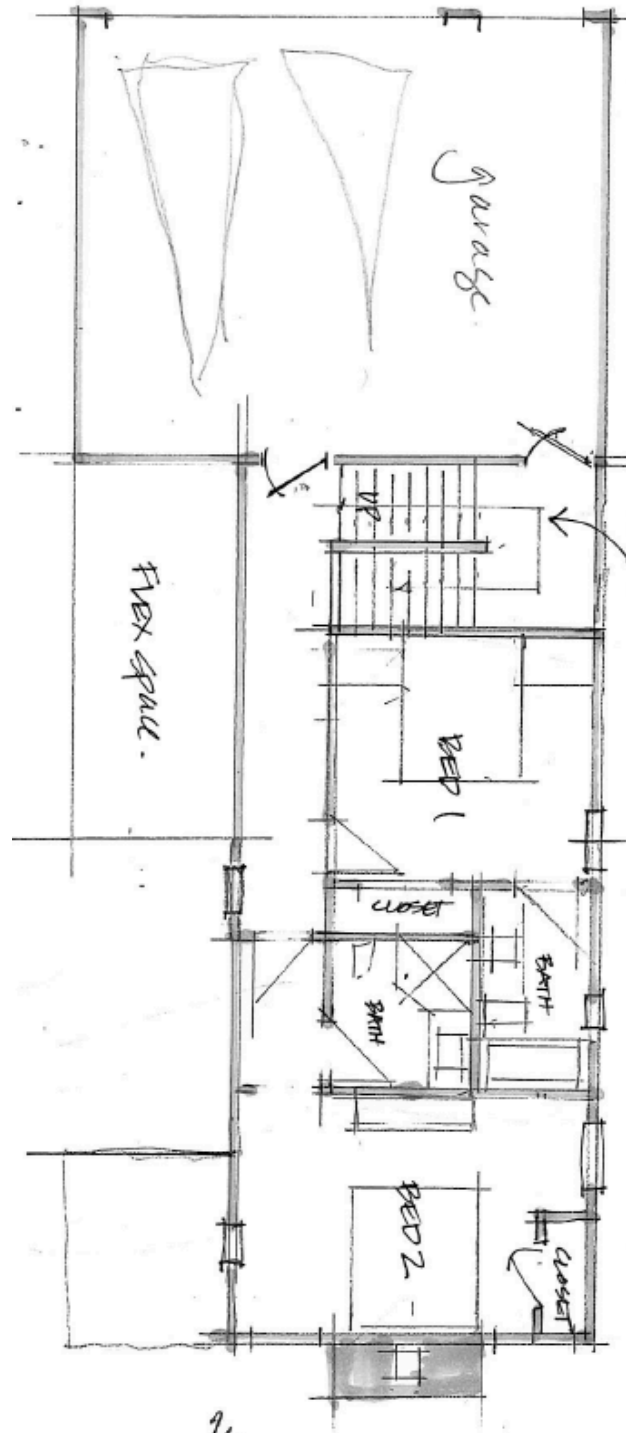 Garage.
UP
Flex Space.
BED 1
CLOSET
BATH
BATH
BED 2
CLOSET